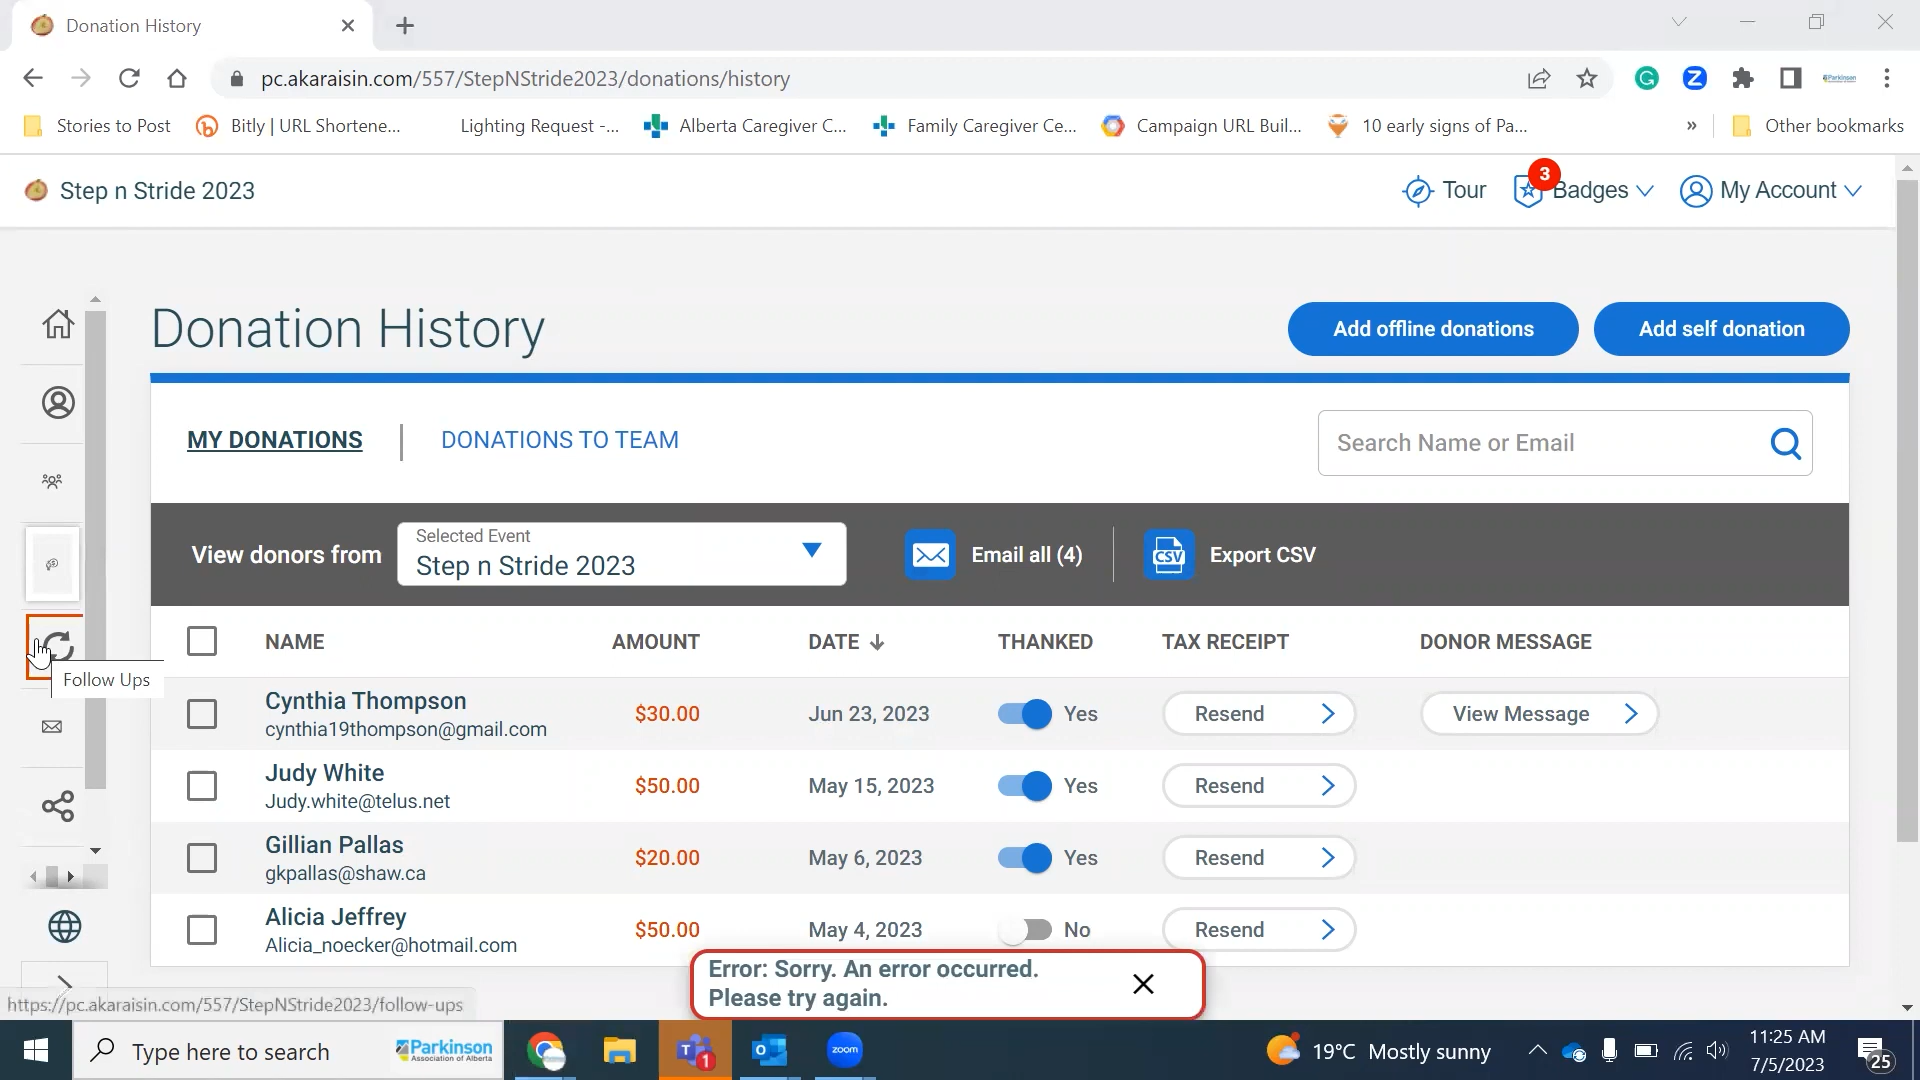 Donation History
pc.akaraisin.com/557/StepNStride2023/donations/history
Stories to Post
Bitly | URL Shortene...
Lighting Request -...
Alberta Caregiver C...
Family Caregiver Ce...
Campaign URL Buil...
10 early signs of Pa...
»
Other bookmarks
Step n Stride 2023
Tour
3
Badges
My Account
Donation History
Add offline donations
Add self donation
MY DONATIONS
DONATIONS TO TEAM
Search Name or Email
View donors from
Selected Event
Step n Stride 2023
Email all (4)
CSV
Export CSV
NAME AMOUNT DATE THANKED TAX RECEIPT DONOR MESSAGE
Cynthia Thompson
cynthia19thompson@gmail.com
$30.00 Jun 23, 2023 Yes Resend View Message
Judy White
Judy.white@telus.net
$50.00 May 15, 2023 Yes Resend
Gillian Pallas
gkpallas@shaw.ca
$20.00 May 6, 2023 Yes Resend
Alicia Jeffrey
Alicia_noecker@hotmail.com
$50.00 May 4, 2023 No Resend
Follow Ups
Error: Sorry. An error occurred.
Please try again.
https://pc.akaraisin.com/557/StepNStride2023/follow-ups
Type here to search
Parkinson
Association of Alberta
1
zoom
19°C Mostly sunny
11:25 AM
7/5/2023
25